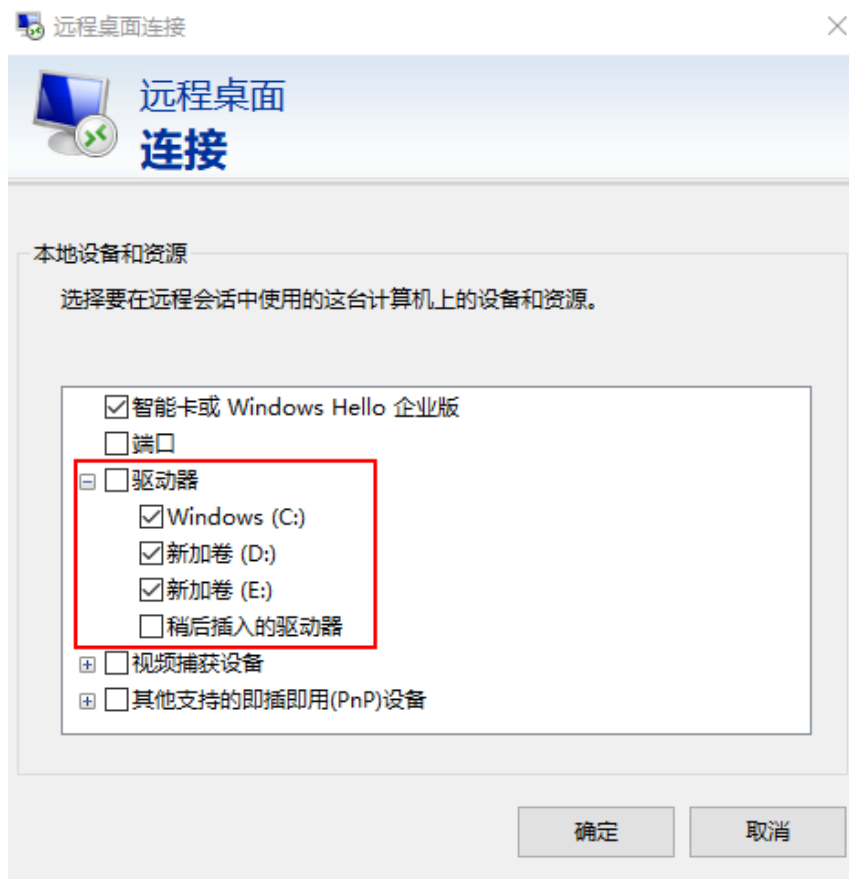 远程桌面连接
远程桌面
连接
本地设备和资源
选择要在远程会话中使用的这台计算机上的设备和资源。
智能卡或 Windows Hello 企业版
端口
驱动器
Windows (C:)
新加卷 (D:)
新加卷 (E:)
稍后插入的驱动器
视频捕获设备
其他支持的即插即用(PnP)设备
确定
取消